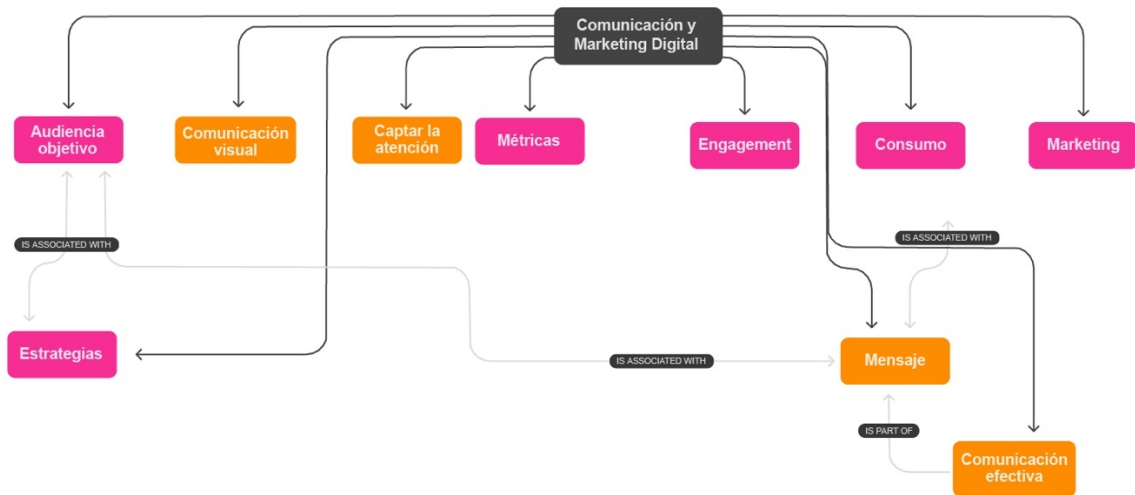 Comunicación y
Marketing Digital
Audiencia
objetivo
Comunicación
visual
Captar la
atención
Métricas
Engagement
Consumo
Marketing
IS ASSOCIATED WITH
IS ASSOCIATED WITH
Estrategias
IS ASSOCIATED WITH
Mensaje
IS PART OF
Comunicación
efectiva